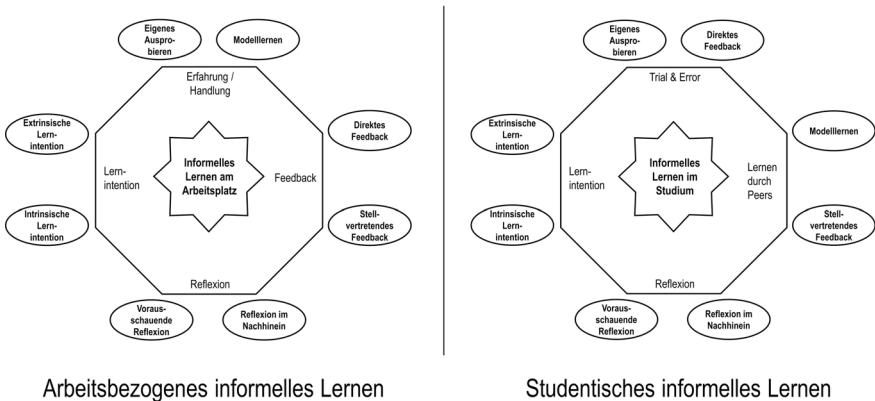 Eigenes
Auspro-
bieren
Modelllernen
Erfahrung /
Handlung
Extrinsische
Lern-
intention
Direktes
Feedback
Lern-
intention
Informelles
Lernen am
Arbeitsplatz
Feedback
Intrinsische
Lern-
intention
Stell-
vertretendes
Feedback
Reflexion
Voraus-
schauende
Reflexion
Reflexion im
Nachhinein
Arbeitsbezogenes informelles Lernen
Eigenes
Auspro-
bieren
Direktes
Feedback
Trial & Error
Extrinsische
Lern-
intention
Modelllernen
Lern-
intention
Informelles
Lernen im
Studium
Lernen
durch
Peers
Intrinsische
Lern-
intention
Stell-
vertretendes
Feedback
Reflexion
Voraus-
schauende
Reflexion
Reflexion im
Nachhinein
Studentisches informelles Lernen